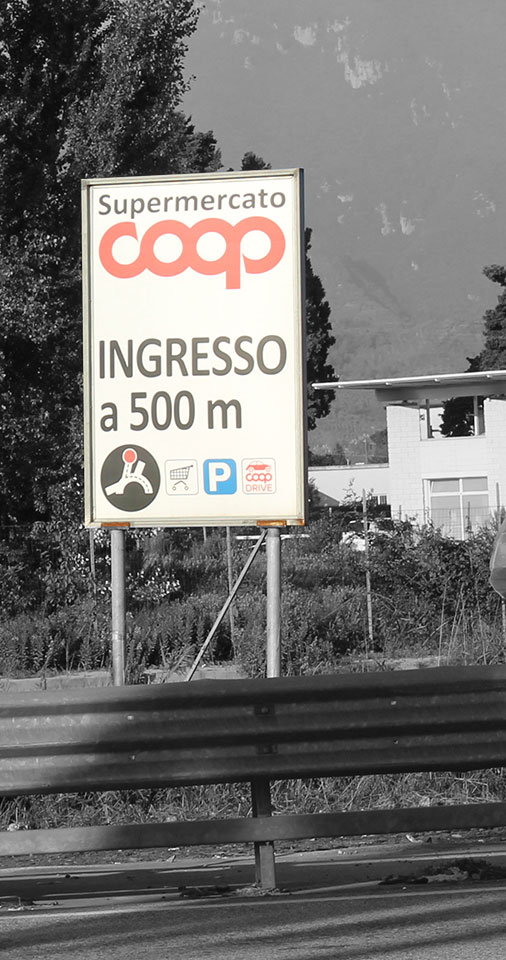 Supermercato
coop
INGRESSO
a 500 m
P
coop
DRIVE